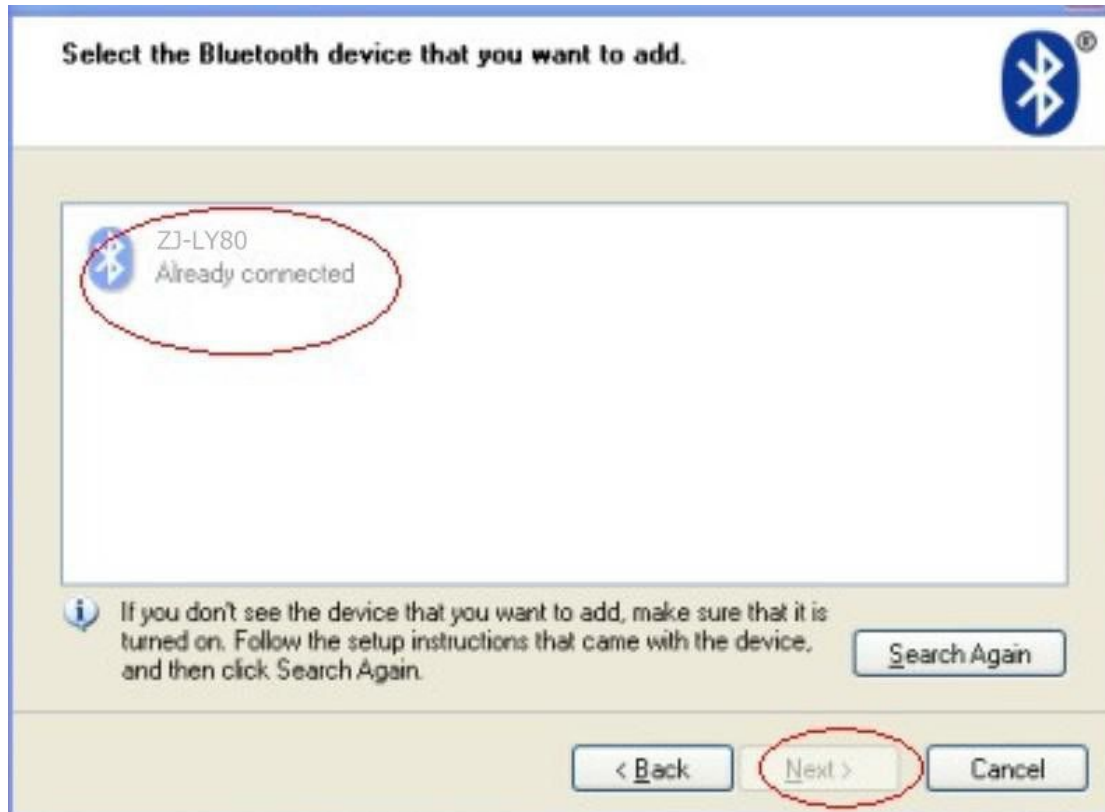 Select the Bluetooth device that you want to add.
®
ZJ-LY80
Already connected
If you don't see the device that you want to add, make sure that it is
turned on. Follow the setup instructions that came with the device,
and then click Search Again.
Search Again
< Back
Next >
Cancel